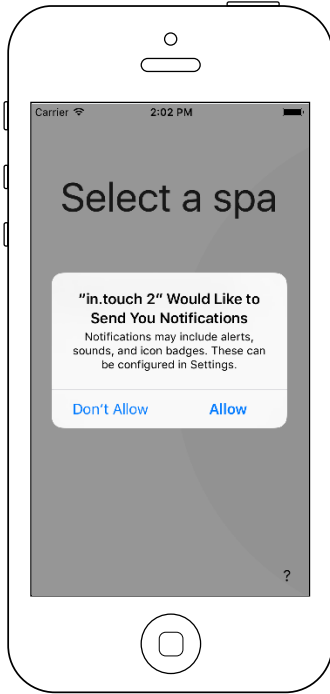 Carrier 2:02 PM
Select a spa
“in.touch 2“ Would Like to
Send You Notifications
Notifications may include alerts,
sounds, and icon badges. These can
be configured in Settings.
Don’t Allow Allow
?